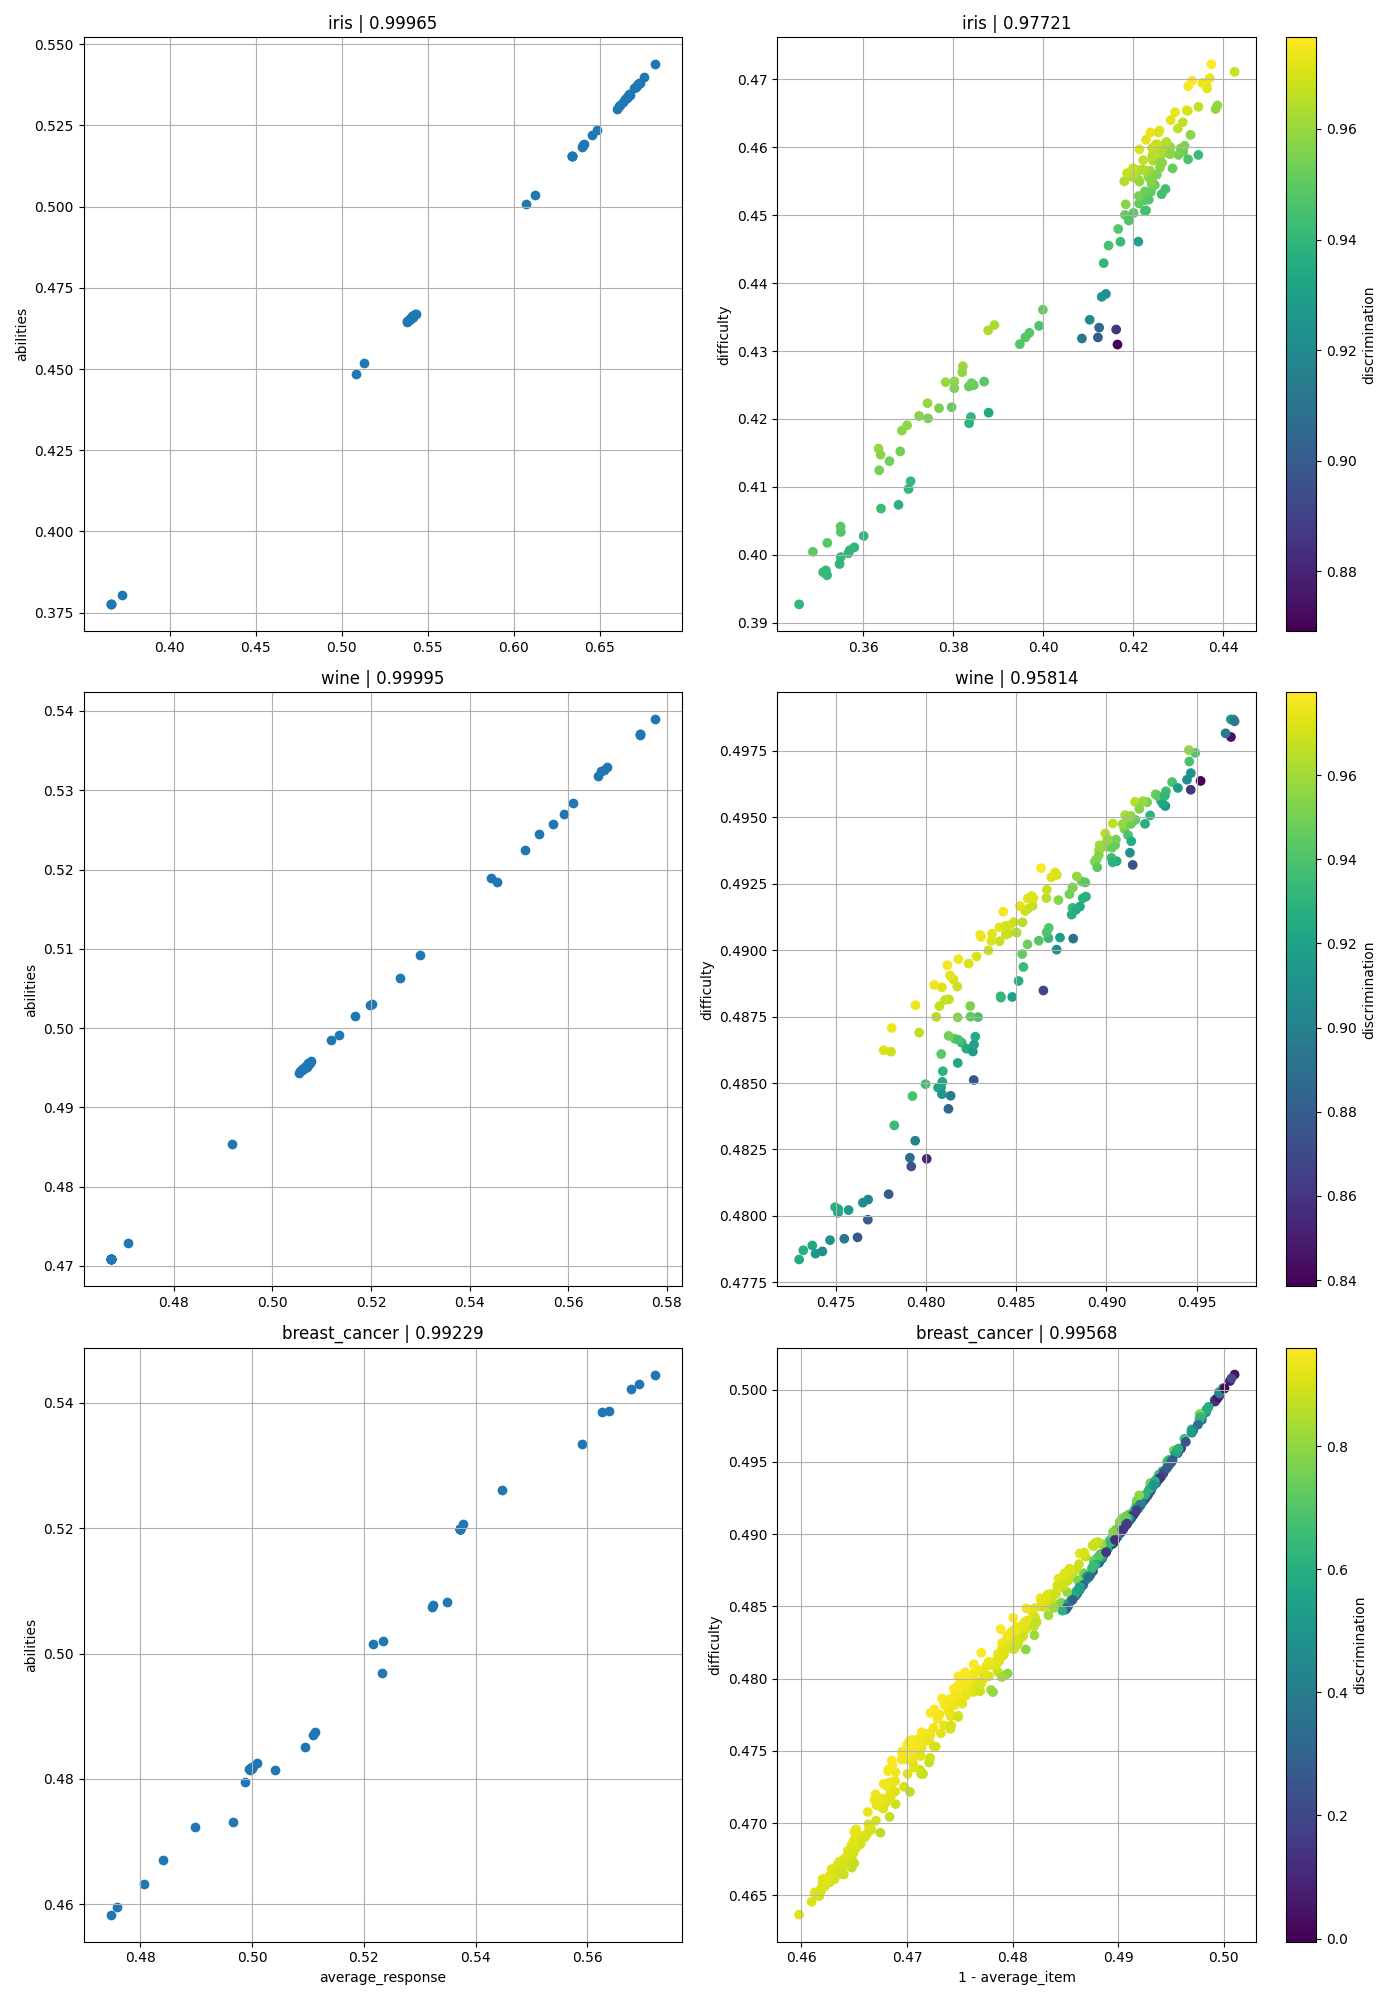 iris | 0.99965
0.550
0.525
0.500
0.475
0.450
0.425
0.400
0.375
abilities
0.40 0.45 0.50 0.55 0.60 0.65
iris | 0.97721
0.47
0.46
0.45
0.44
0.43
0.42
0.41
0.40
0.39
difficulty
0.36 0.38 0.40 0.42 0.44
0.96
0.94
0.92
0.90
0.88
discrimination
wine | 0.99995
0.54
0.53
0.52
0.51
0.50
0.49
0.48
0.47
abilities
0.48 0.50 0.52 0.54 0.56 0.58
wine | 0.95814
0.4975
0.4950
0.4925
0.4900
0.4875
0.4850
0.4825
0.4800
0.4775
difficulty
0.475 0.480 0.485 0.490 0.495
0.96
0.94
0.92
0.90
0.88
0.86
0.84
discrimination
breast_cancer | 0.99229
0.54
0.52
0.50
0.48
0.46
abilities
0.48 0.50 0.52 0.54 0.56
average_response
breast_cancer | 0.99568
0.500
0.495
0.490
0.485
0.480
0.475
0.470
0.465
difficulty
0.46 0.47 0.48 0.49 0.50
1 - average_item
0.8
0.6
0.4
0.2
0.0
discrimination